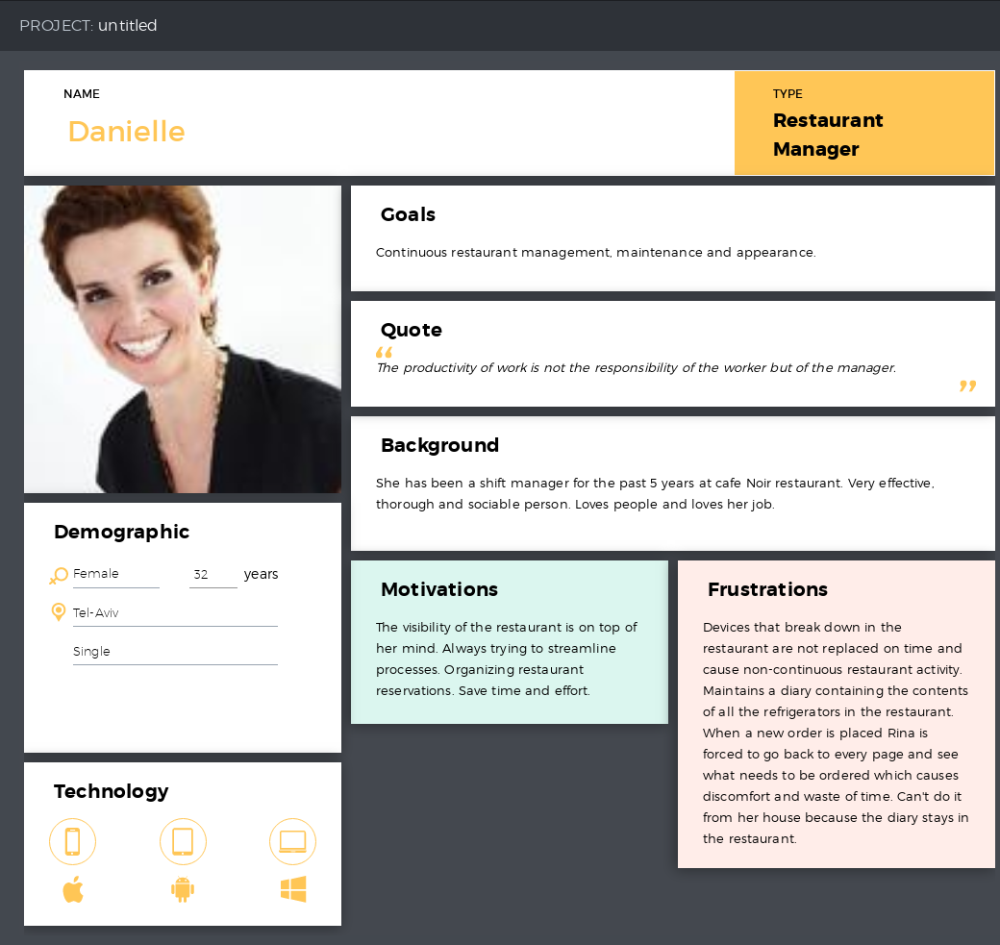 PROJECT: untitled
NAME
Danielle
TYPE
Restaurant
Manager
Goals
Continuous restaurant management, maintenance and appearance.
Quote
“
The productivity of work is not the responsibility of the worker but of the manager.
”
Background
She has been a shift manager for the past 5 years at cafe Noir restaurant. Very effective,
thorough and sociable person. Loves people and loves her job.
Demographic
Female 32 years
Tel-Aviv
Single
Technology
Motivations
The visibility of the restaurant is on top of
her mind. Always trying to streamline
processes. Organizing restaurant
reservations. Save time and effort.
Frustrations
Devices that break down in the
restaurant are not replaced on time and
cause non-continuous restaurant activity.
Maintains a diary containing the contents
of all the refrigerators in the restaurant.
When a new order is placed Rina is
forced to go back to every page and see
what needs to be ordered which causes
discomfort and waste of time. Can't do it
from her house because the diary stays in
the restaurant.